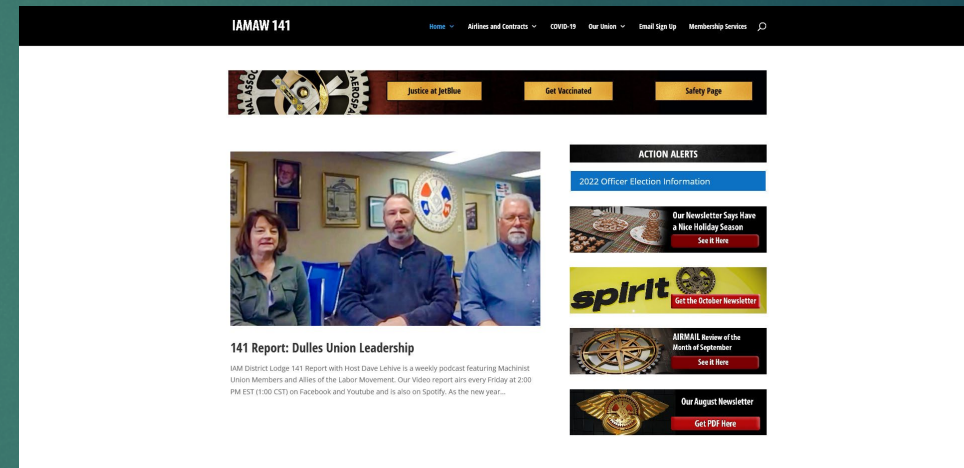 IAMAW 141
Home
Airlines and Contracts
COVID-19
Our Union
Email Sign Up
Membership Services
NAL ASSOC
D AEROSP
Justice at JetBlue
Get Vaccinated
Safety Page
141 Report: Dulles Union Leadership
IAM District Lodge 141 Report with Host Dave Lehive is a weekly podcast featuring Machinist
Union Members and Allies of the Labor Movement. Our Video report airs every Friday at 2:00
PM EST (1:00 CST) on Facebook and Youtube and is also on Spotify. As the new year...
ACTION ALERTS
2022 Officer Election Information
Our Newsletter Says Have
a Nice Holiday Season
See it Here
spirit
Get the October Newsletter
AIRMAIL Review of the
Month of September
See it Here
Our August Newsletter
Get PDF Here